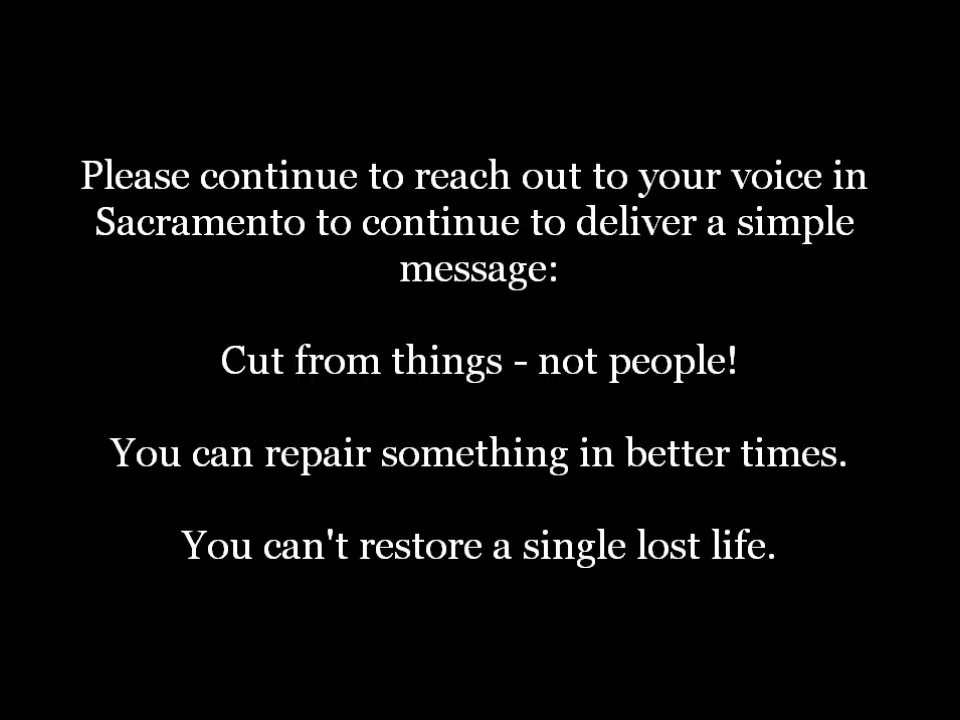 Please continue to reach out to your voice in
Sacramento to continue to deliver a simple
message:
Cut from things - not people!
You can repair something in better times.
You can't restore a single lost life.